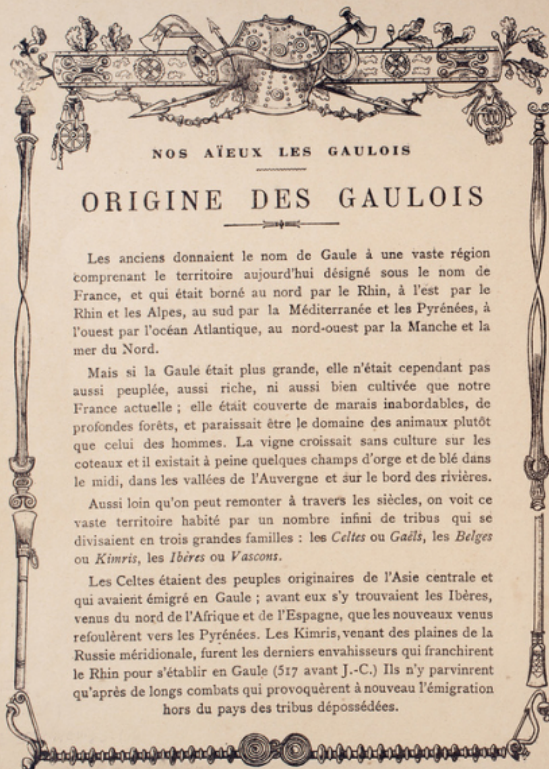 NOS AÏEUX LES GAULOIS
ORIGINE DES GAULOIS
Les anciens donnaient le nom de Gaule à une vaste région
comprenant le territoire aujourd'hui désigné sous le nom de
France, et qui était borné au nord par le Rhin, à l'est par le
Rhin et les Alpes, au sud par la Méditerranée et les Pyrénées, à
l'ouest par l'océan Atlantique, au nord-ouest par la Manche et la
mer du Nord.
Mais si la Gaule était plus grande, elle n'était cependant pas
aussi peuplée, aussi riche, ni aussi bien cultivée que notre
France actuelle ; elle était couverte de marais inabordables, de
profondes forêts, et paraissait être le domaine des animaux plutôt
que celui des hommes. La vigne croissait sans culture sur les
coteaux et il existait à peine quelques champs d'orge et de blé dans
le midi, dans les vallées de l'Auvergne et sur le bord des rivières.
Aussi loin qu'on peut remonter à travers les siècles, on voit ce
vaste territoire habité par un nombre infini de tribus qui se
divisaient en trois grandes familles : les Celtes ou Gaëls, les Belges
ou Kimris, les Ibères ou Vascons.
Les Celtes étaient des peuples originaires de l'Asie centrale et
qui avaient émigré en Gaule ; avant eux s'y trouvaient les Ibères,
venus du nord de l'Afrique et de l'Espagne, que les nouveaux venus
refoulèrent vers les Pyrénées. Les Kimris, venant des plaines de la
Russie méridionale, furent les derniers envahisseurs qui franchirent
le Rhin pour s'établir en Gaule (517 avant J.-C.) Ils n'y parvinrent
qu'après de longs combats qui provoquèrent à nouveau l'émigration
hors du pays des tribus dépossédées.